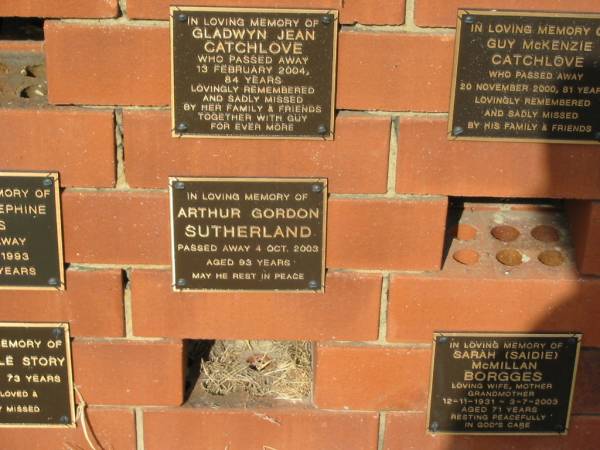 IN LOVING MEMORY OF
GLADWYN JEAN
CATCHLOVE
WHO PASSED AWAY
13 FEBRUARY 2004,
84 YEARS
LOVINGLY REMEMBERED
AND SADLY MISSED
BY HER FAMILY & FRIENDS
TOGETHER WITH GUY
FOR EVER MORE
IN LOVING MEMORY OF
GUY McKENZIE
CATCHLOVE
WHO PASSED AWAY
20 NOVEMBER 2000, 81 YEAR
LOVINGLY REMEMBERED
AND SADLY MISSED
BY HIS FAMILY & FRIENDS
MEMORY OF
EPHINE
S
AWAY
1993
YEARS
IN LOVING MEMORY OF
ARTHUR GORDON
SUTHERLAND
PASSED AWAY 4 OCT. 2003
AGED 93 YEARS
MAY HE REST IN PEACE
MEMORY OF
LE STORY
73 YEARS
LOVED &
Y MISSED
IN LOVING MEMORY OF
SARAH (SAIDIE)
McMILLAN
BORGGES
LOVING WIFE, MOTHER
GRANDMOTHER
12-11-1931 ~ 3-7-2003
AGED 71 YEARS
RESTING PEACEFULLY
IN GOD'S CARE